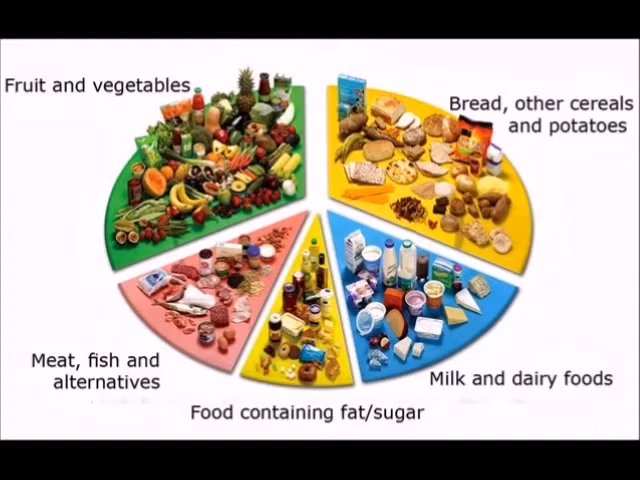 Fruit and vegetables
Bread, other cereals
and potatoes
Meat, fish and
alternatives
Milk and dairy foods
Food containing fat/sugar